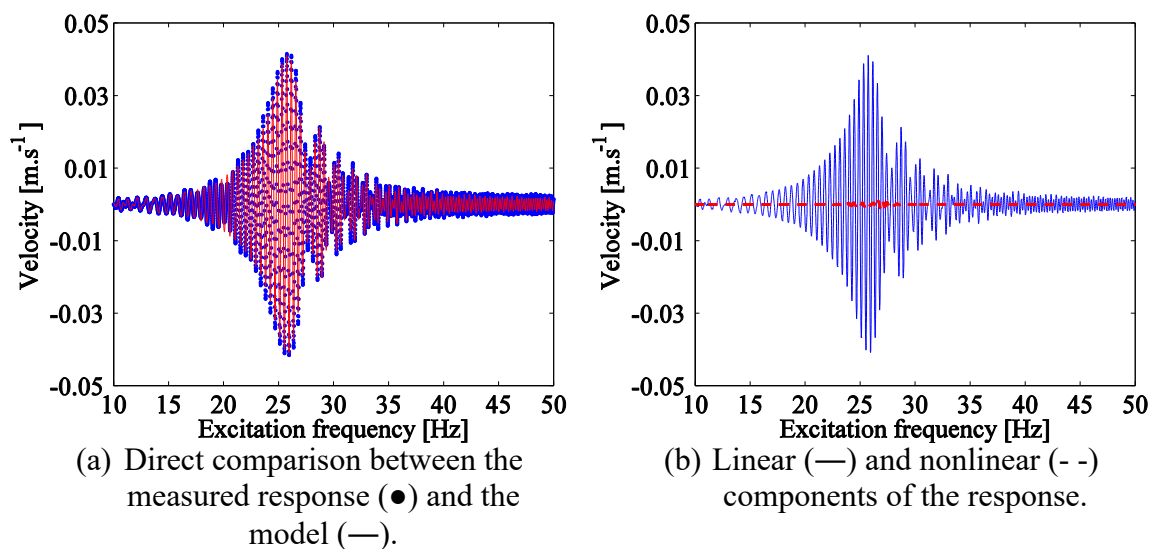 0.05
0.03
0.01
-0.01
-0.03
-0.05
Velocity [m.s⁻¹ ]
10 15 20 25 30 35 40 45 50
Excitation frequency [Hz]
(a) Direct comparison between the
measured response (●) and the
model (—).
0.05
0.03
0.01
-0.01
-0.03
-0.05
Velocity [m.s⁻¹ ]
10 15 20 25 30 35 40 45 50
Excitation frequency [Hz]
(b) Linear (—) and nonlinear (- -)
components of the response.